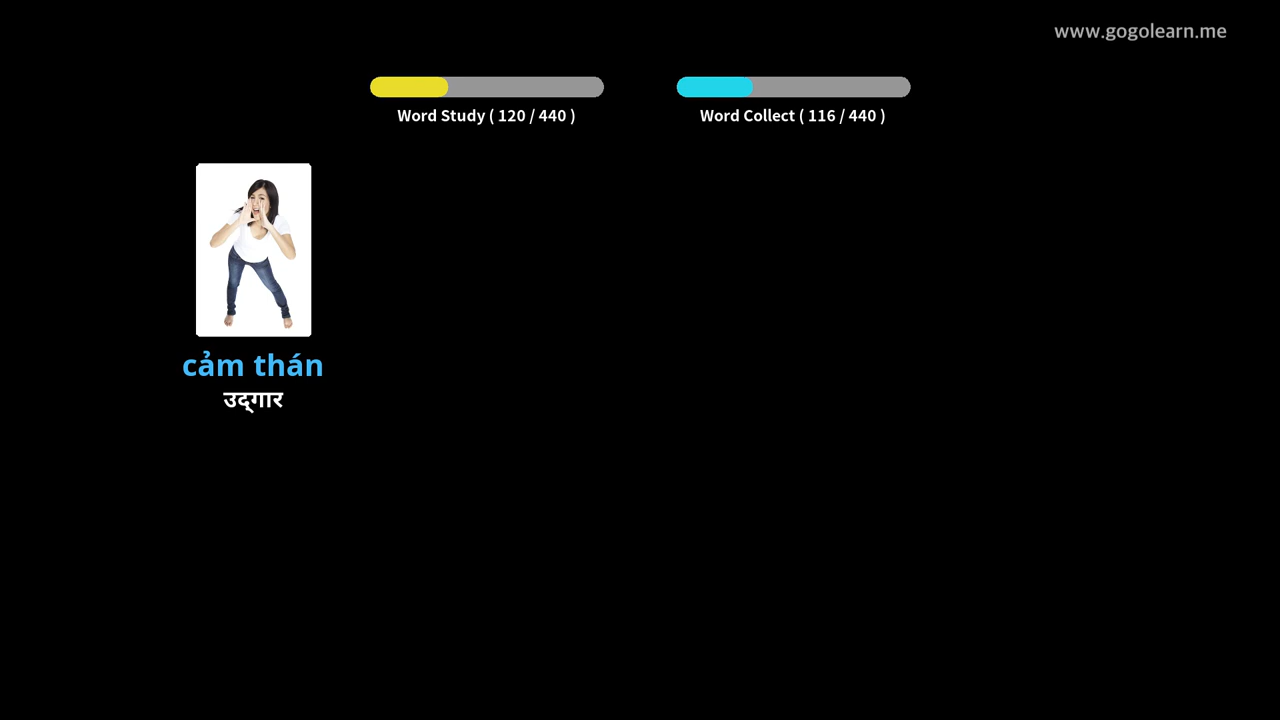 www.gogolearn.me
Word Study ( 120 / 440 )
Word Collect ( 116 / 440 )
cảm thán
उद्‌गार